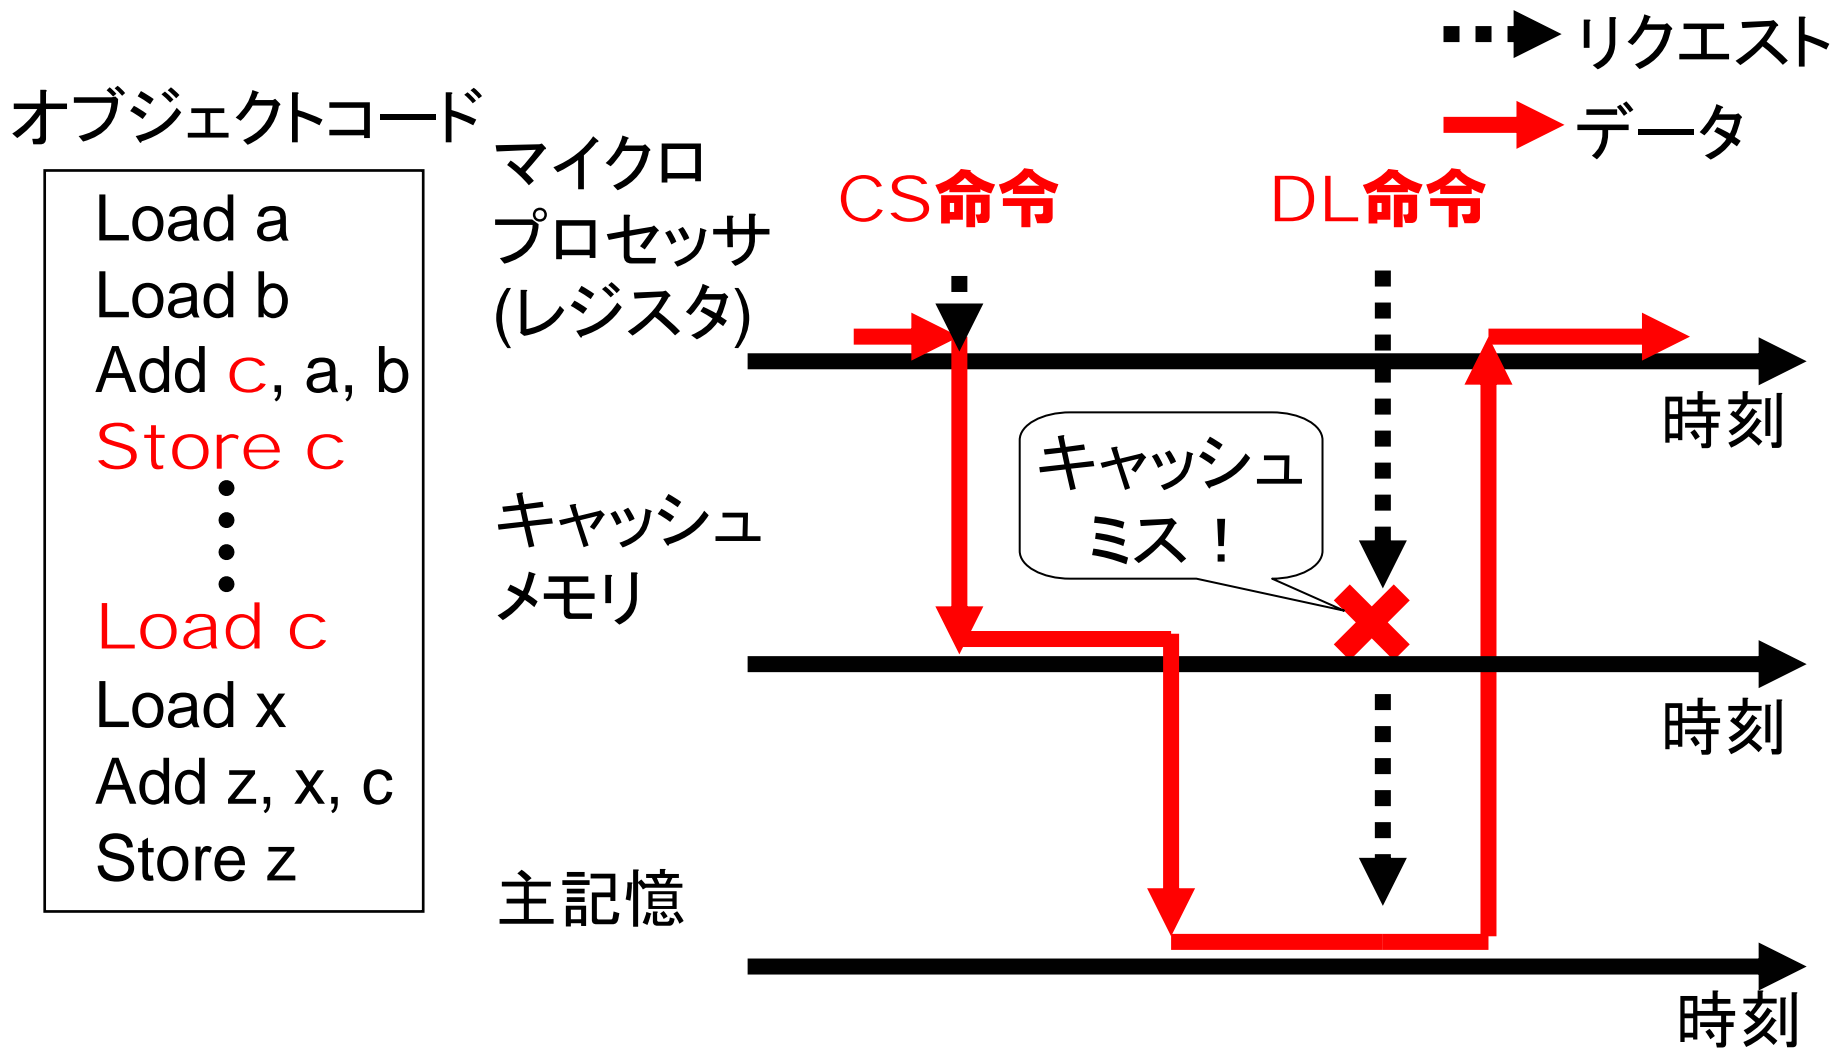 リクエスト
データ
オブジェクトコード
Load a
Load b
Add c, a, b
Store c
Load c
Load x
Add z, x, c
Store z
マイクロ
プロセッサ
(レジスタ)
CS命令
DL命令
時刻
キャッシュ
ミス！
キャッシュ
メモリ
時刻
主記憶
時刻